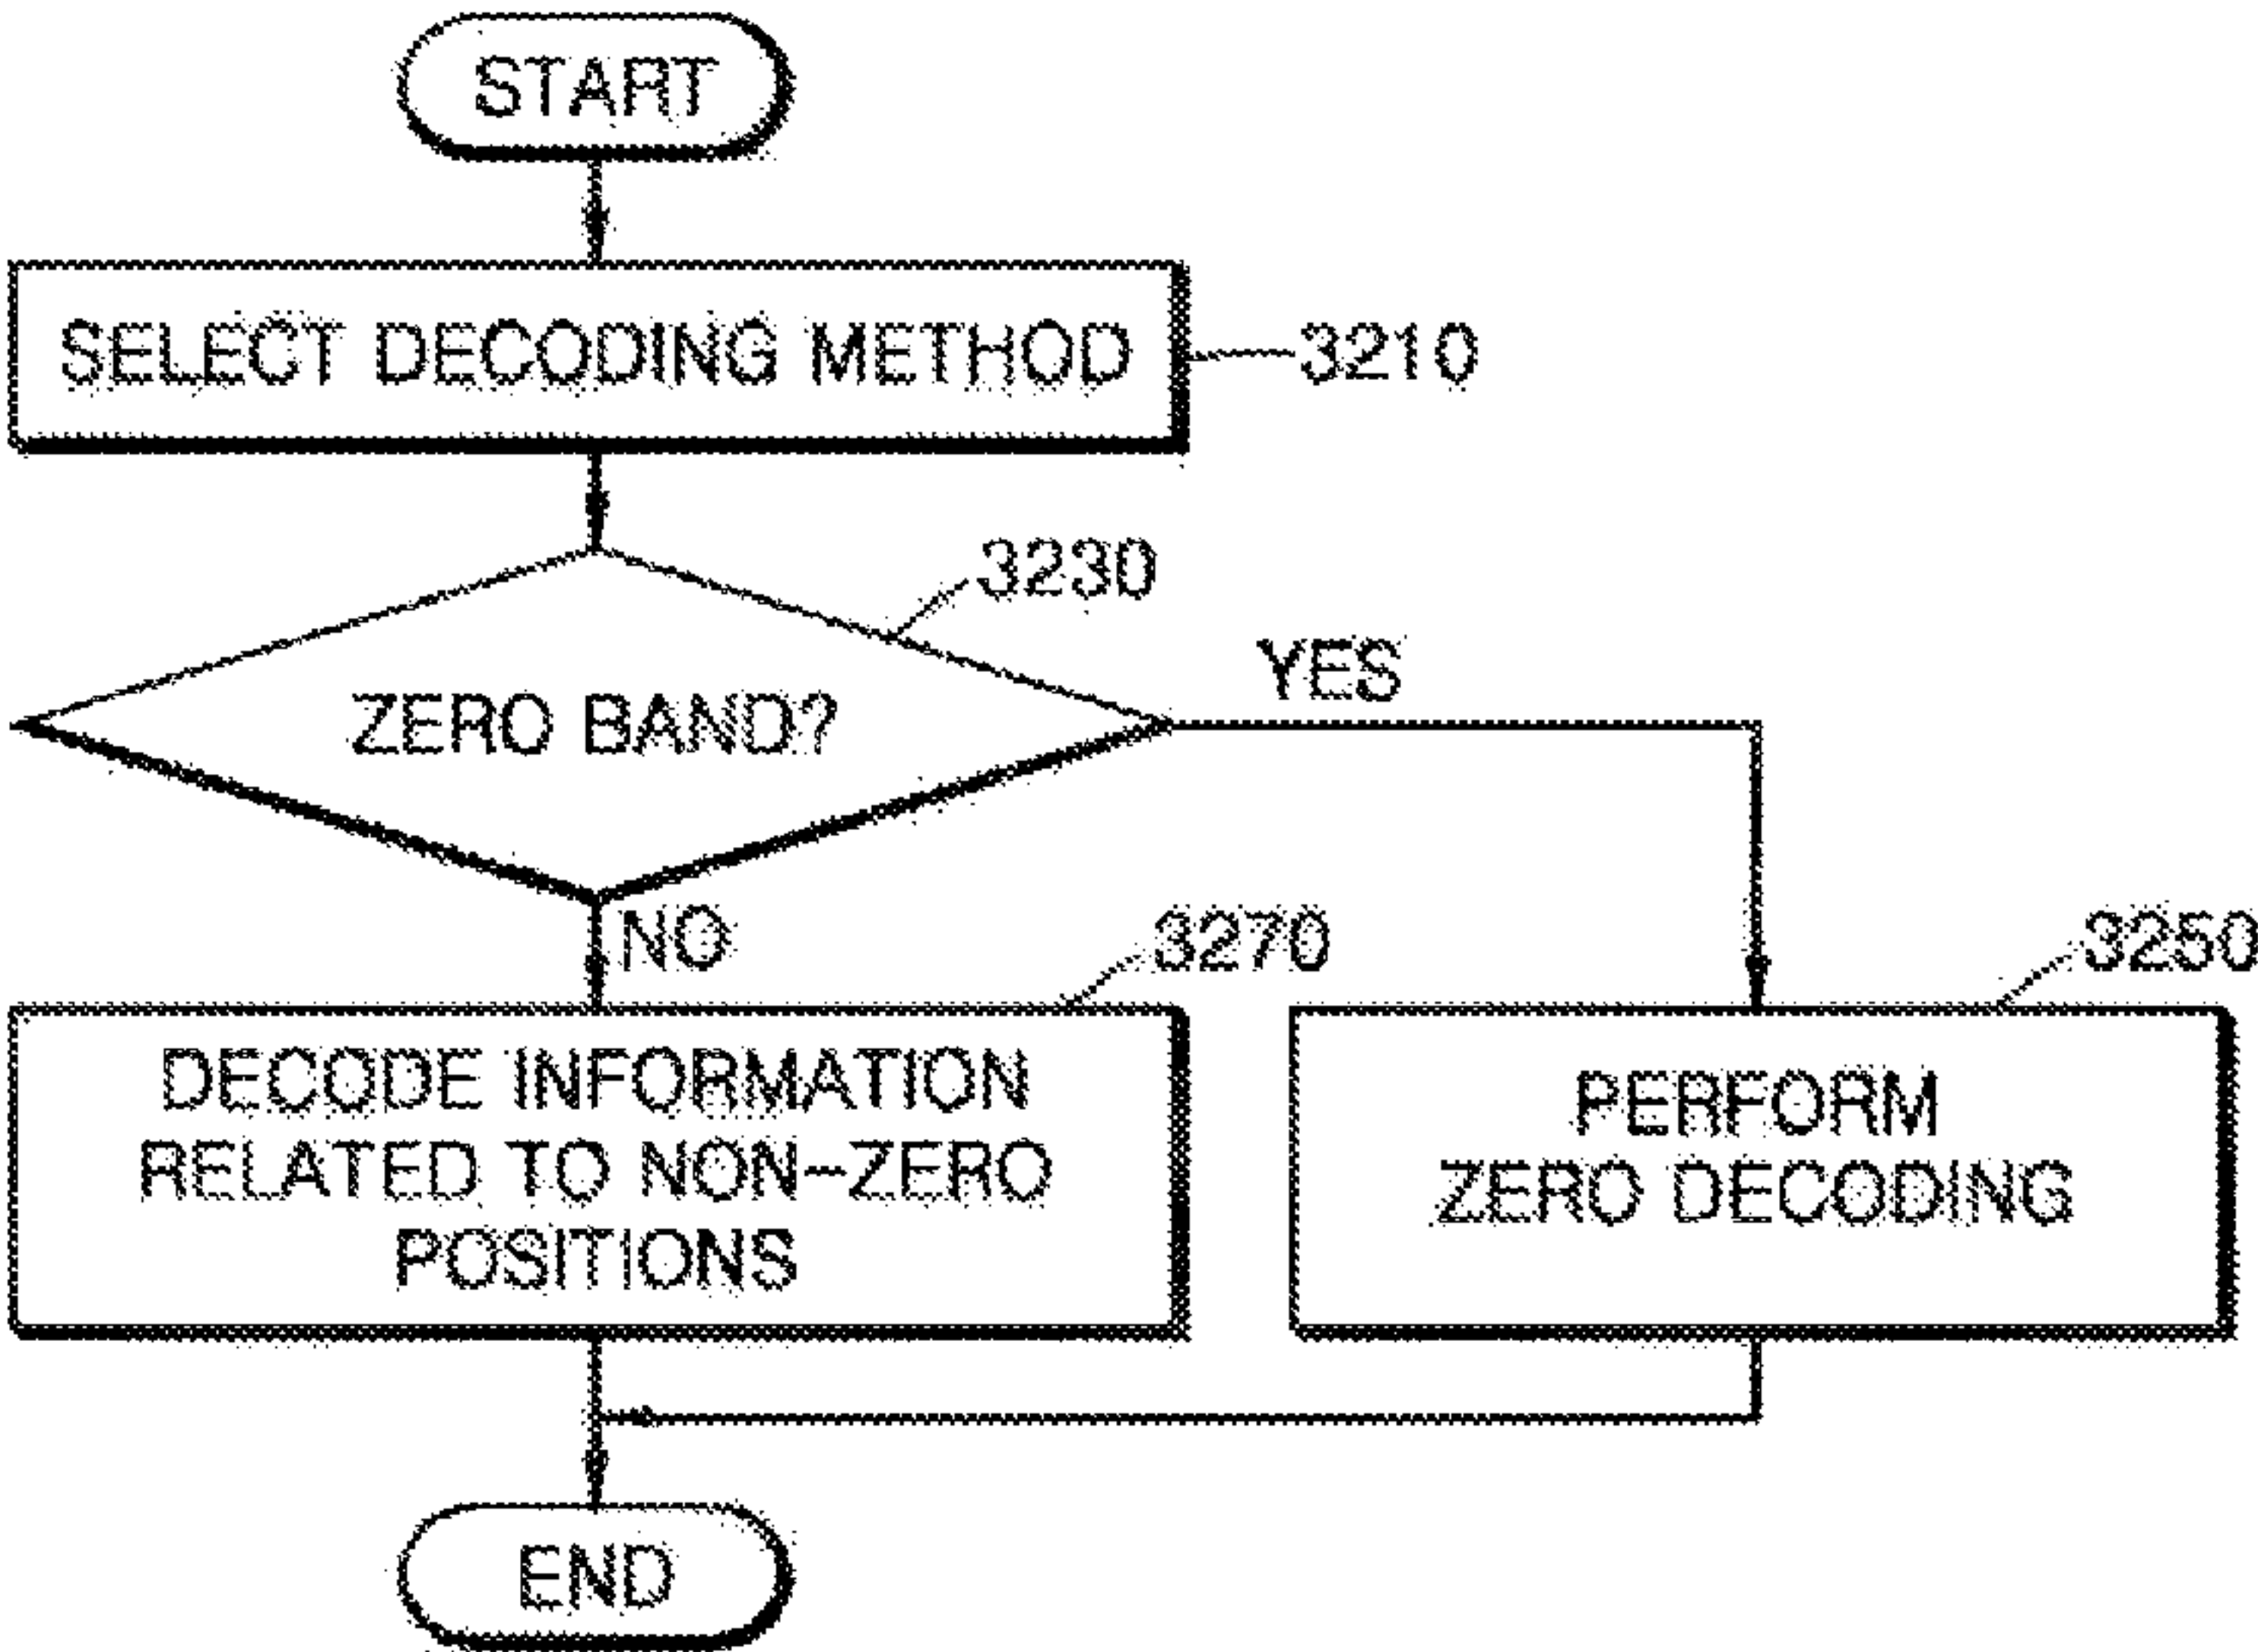 START
SELECT DECODING METHOD
3210
3230
ZERO BAND?
YES
NO
3270
3250
DECODE INFORMATION
RELATED TO NON-ZERO
POSITIONS
PERFORM
ZERO DECODING
END